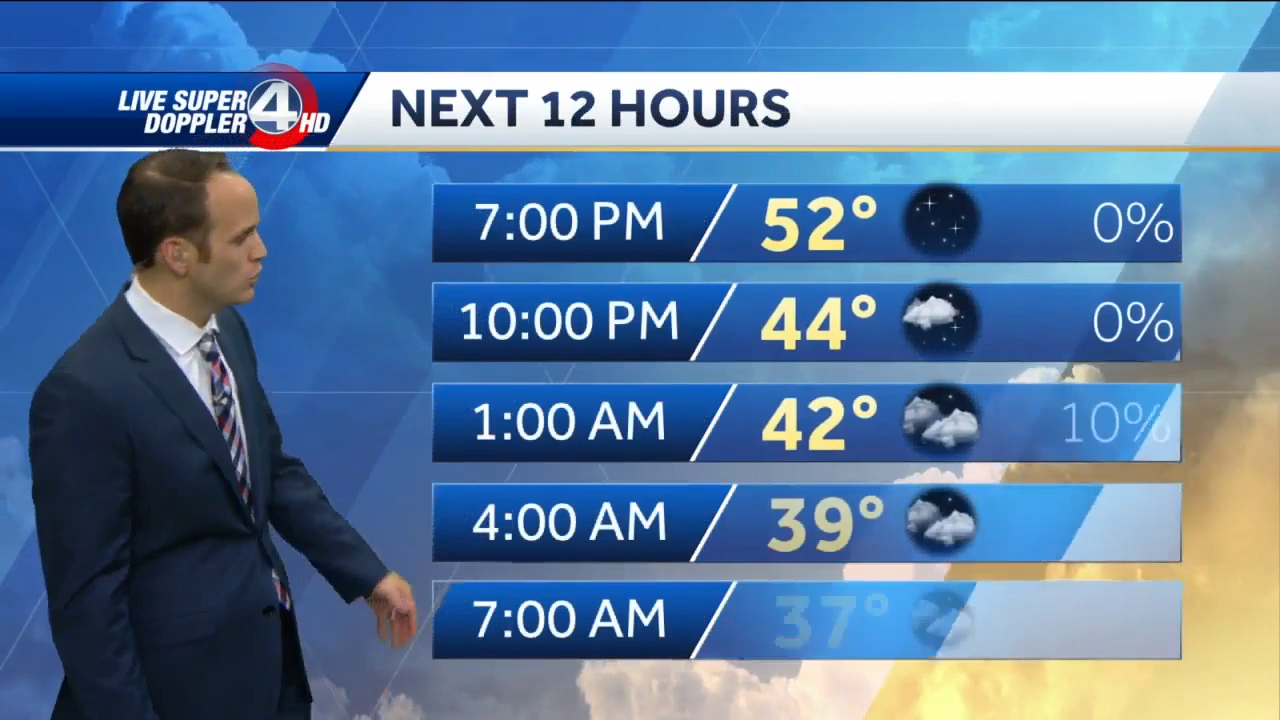 LIVE SUPER
DOPPLER 4 HD
NEXT 12 HOURS
7:00 PM 52° 0%
10:00 PM 44° 0%
1:00 AM 42° 10%
4:00 AM 39°
7:00 AM 37°